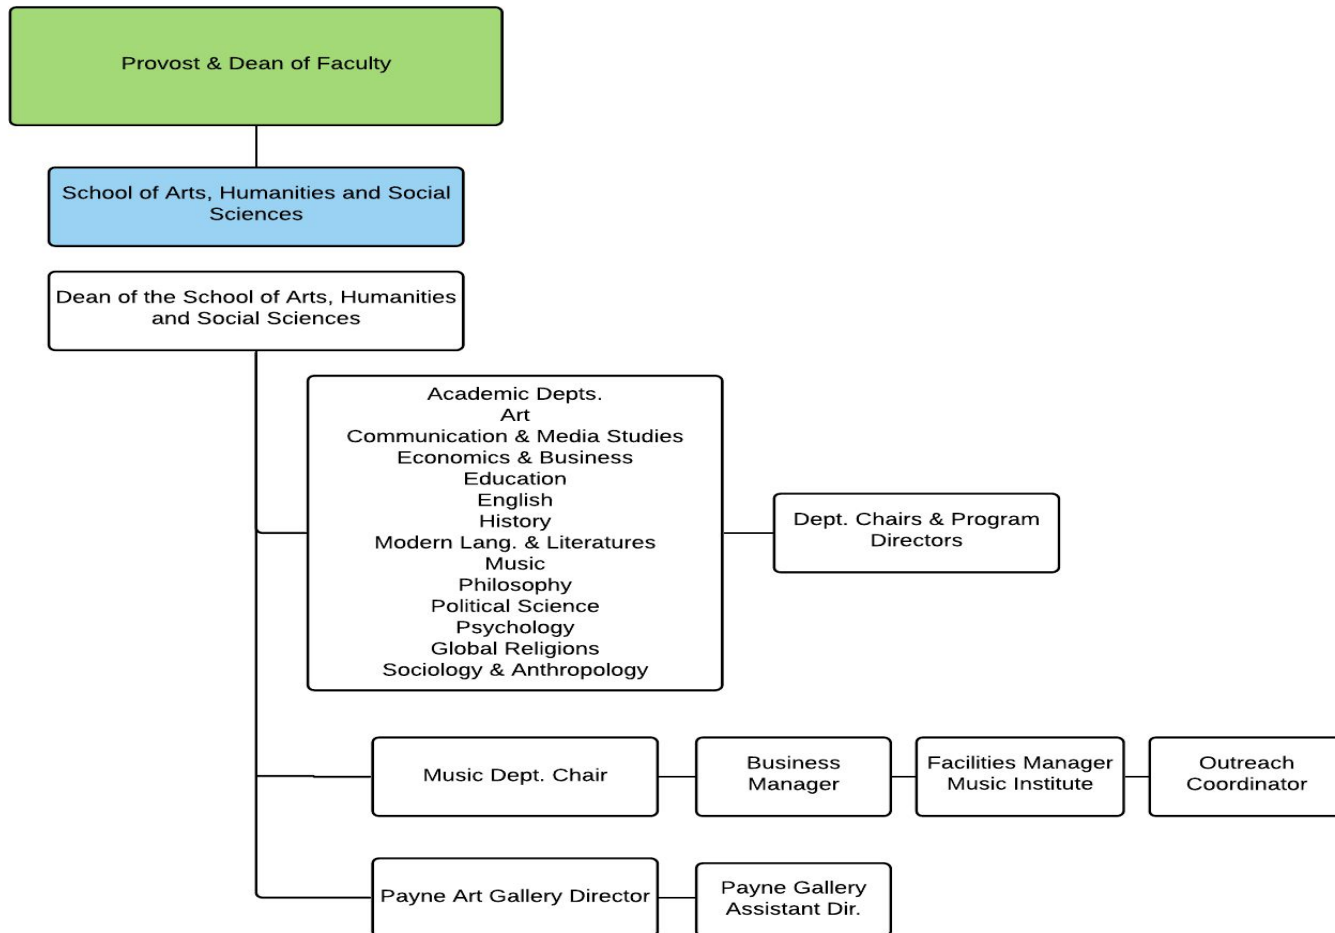 Provost & Dean of Faculty
School of Arts, Humanities and Social
Sciences
Dean of the School of Arts, Humanities
and Social Sciences
Academic Depts.
Art
Communication & Media Studies
Economics & Business
Education
English
History
Modern Lang. & Literatures
Music
Philosophy
Political Science
Psychology
Global Religions
Sociology & Anthropology
Dept. Chairs & Program
Directors
Music Dept. Chair
Business
Manager
Facilities Manager
Music Institute
Outreach
Coordinator
Payne Art Gallery Director
Payne Gallery
Assistant Dir.